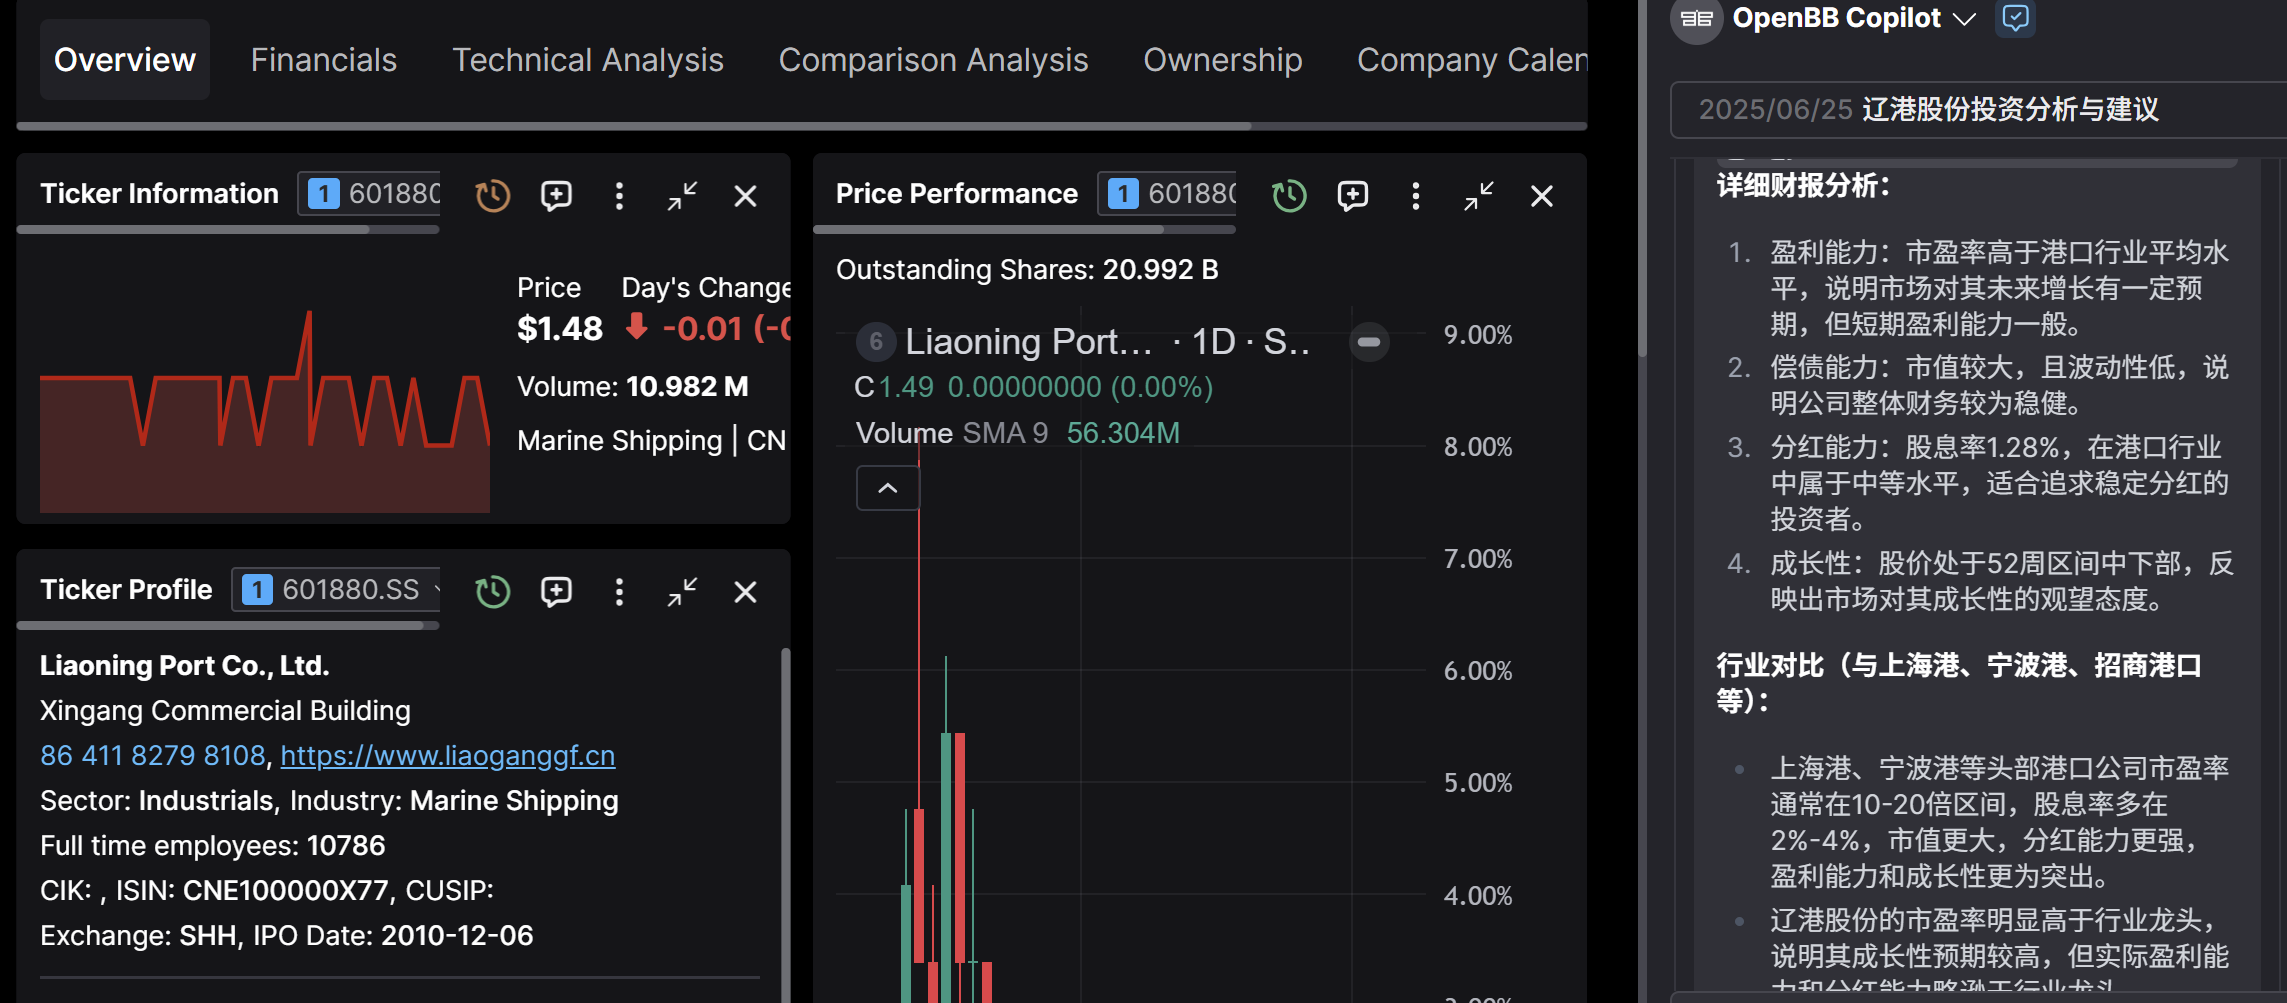 Overview Financials Technical Analysis Comparison Analysis Ownership Company Calen
Ticker Information 1 601880
Price Day's Change
$1.48 -0.01 (-0
Volume: 10.982 M
Marine Shipping | CN
Ticker Profile 1 601880.SS
Liaoning Port Co., Ltd.
Xingang Commercial Building
86 411 8279 8108, https://www.liaoganggf.cn
Sector: Industrials, Industry: Marine Shipping
Full time employees: 10786
CIK: , ISIN: CNE100000X77, CUSIP:
Exchange: SHH, IPO Date: 2010-12-06
Price Performance 1 601880
Outstanding Shares: 20.992 B
6 Liaoning Port... · 1D · S..
C1.49 0.00000000 (0.00%)
Volume SMA 9 56.304M
9.00%
8.00%
7.00%
6.00%
5.00%
4.00%
OpenBB Copilot
2025/06/25 辽港股份投资分析与建议
详细财报分析：
1. 盈利能力：市盈率高于港口行业平均水
平，说明市场对其未来增长有一定预
期，但短期盈利能力一般。
2. 偿债能力：市值较大，且波动性低，说
明公司整体财务较为稳健。
3. 分红能力：股息率1.28%，在港口行业
中属于中等水平，适合追求稳定分红的
投资者。
4. 成长性：股价处于52周区间中下部，反
映出市场对其成长性的观望态度。
行业对比（与上海港、宁波港、招商港口
等）：
上海港、宁波港等头部港口公司市盈率
通常在10-20倍区间，股息率多在
2%-4%，市值更大，分红能力更强，
盈利能力和成长性更为突出。
辽港股份的市盈率明显高于行业龙头，
说明其成长性预期较高，但实际盈利能
力和分红能力略逊于行业龙头